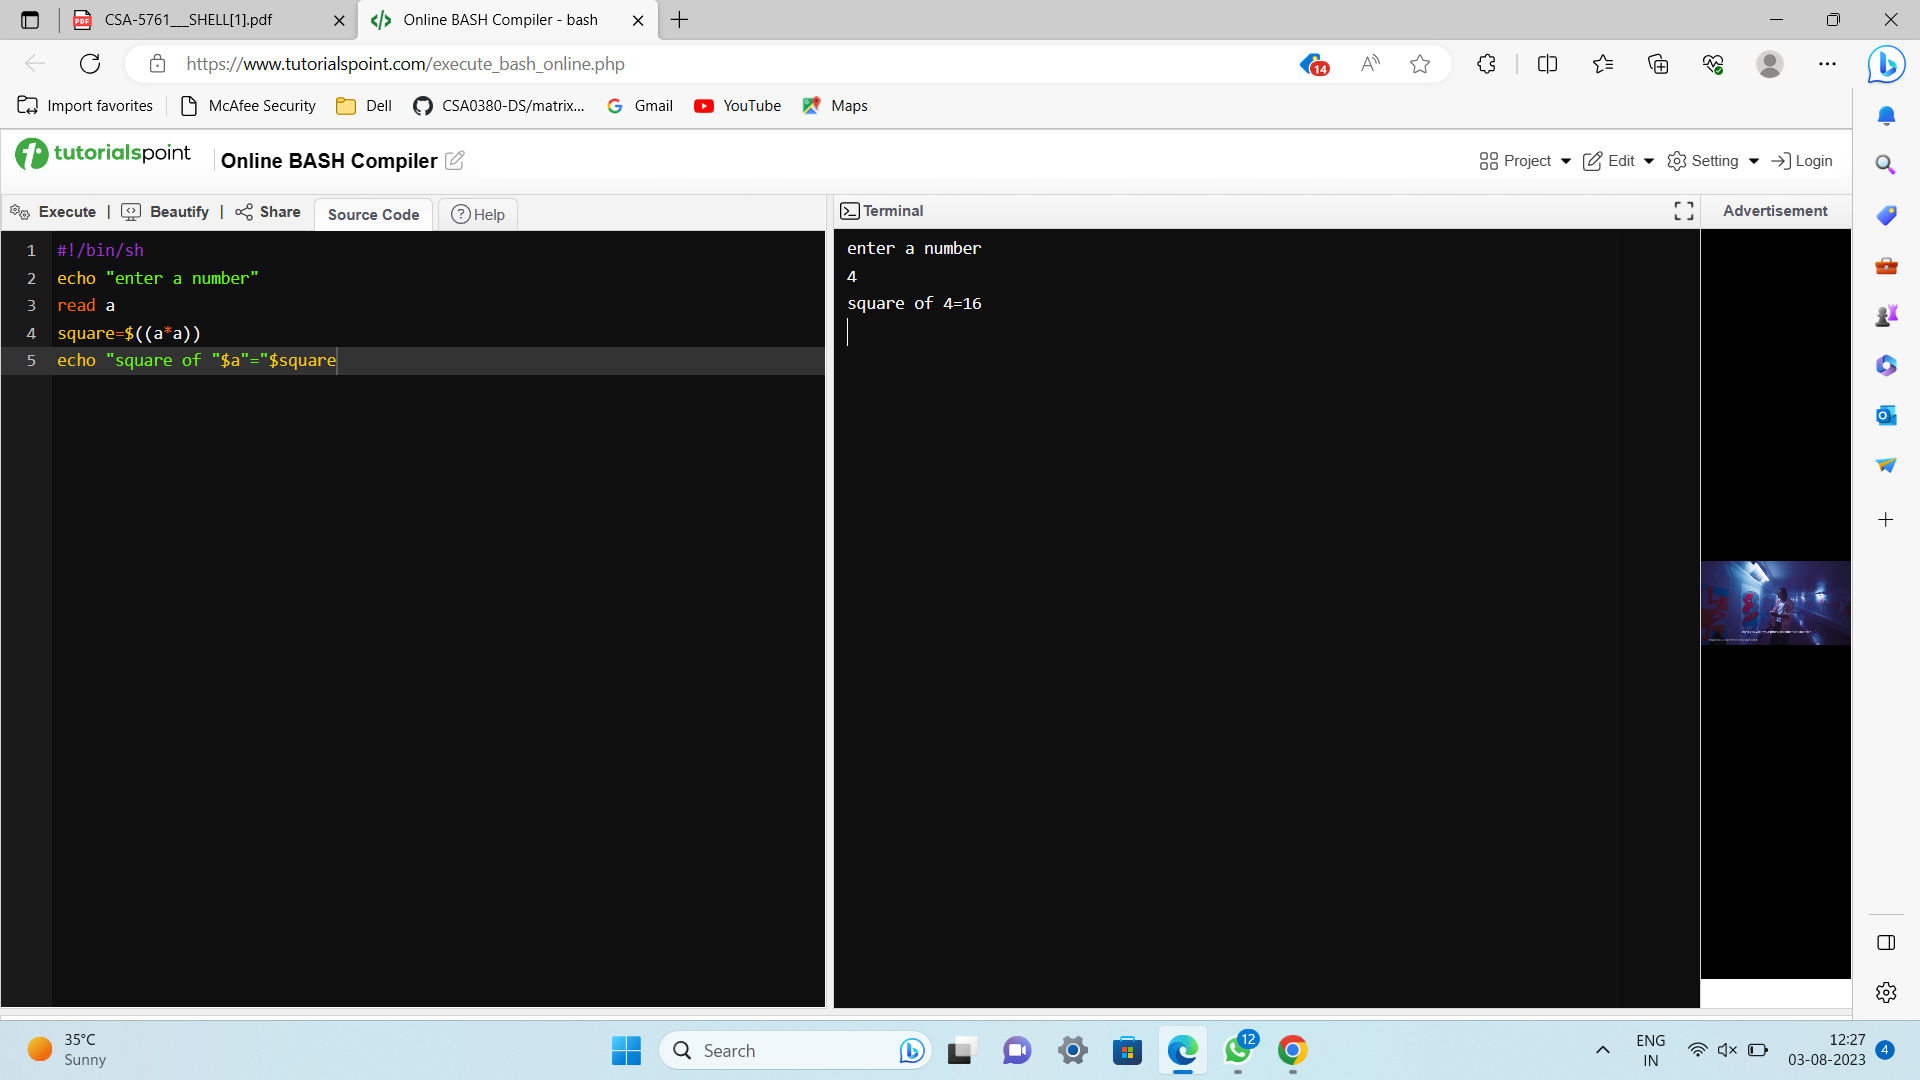 CSA-5761___SHELL[1].pdf
Online BASH Compiler - bash
https://www.tutorialspoint.com/execute_bash_online.php
14
Import favorites
McAfee Security
Dell
CSA0380-DS/matrix...
Gmail
YouTube
Maps
tutorialspoint
Online BASH Compiler
Project
Edit
Setting
Login
Execute | Beautify | Share
Source Code
Help
Terminal
Advertisement
1 #!/bin/sh
2 echo "enter a number"
3 read a
4 square=$((a*a))
5 echo "square of "$a"="$square
enter a number
4
square of 4=16
35°C
Sunny
Search
12
ENG
IN
12:27
03-08-2023
4